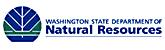 WASHINGTON STATE DEPARTMENT OF
Natural Resources